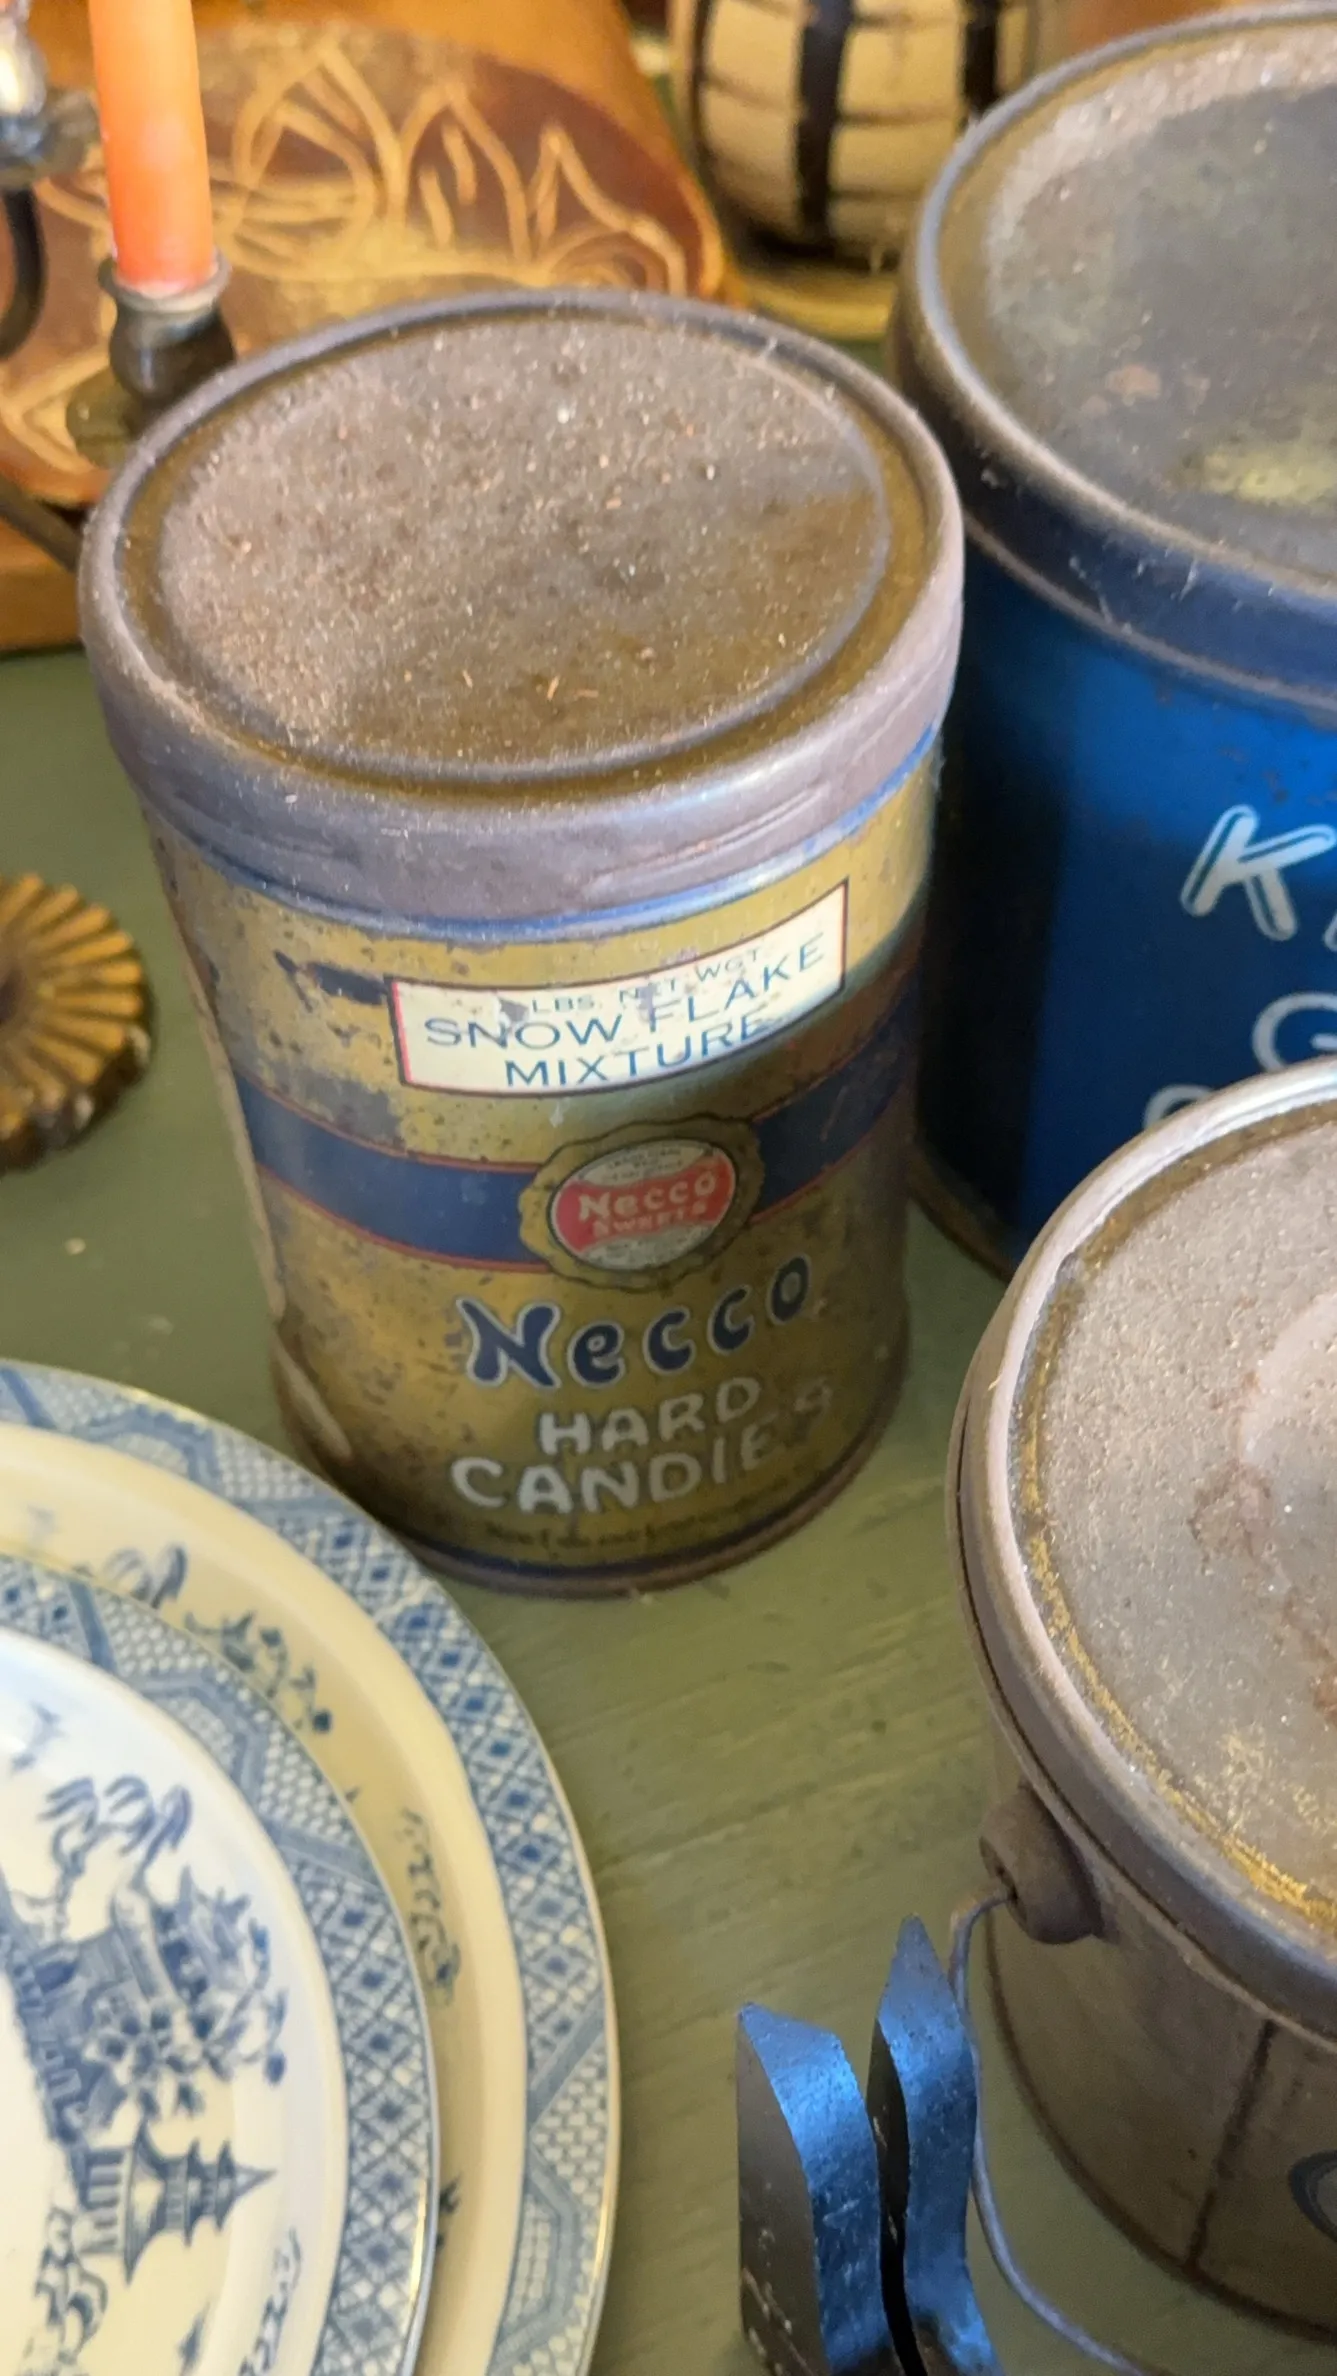 LBS. NET WGT
SNOW FLAKE
MIXTURE
Necco
SWEETS
Necco
HARD
CANDIES
K
G